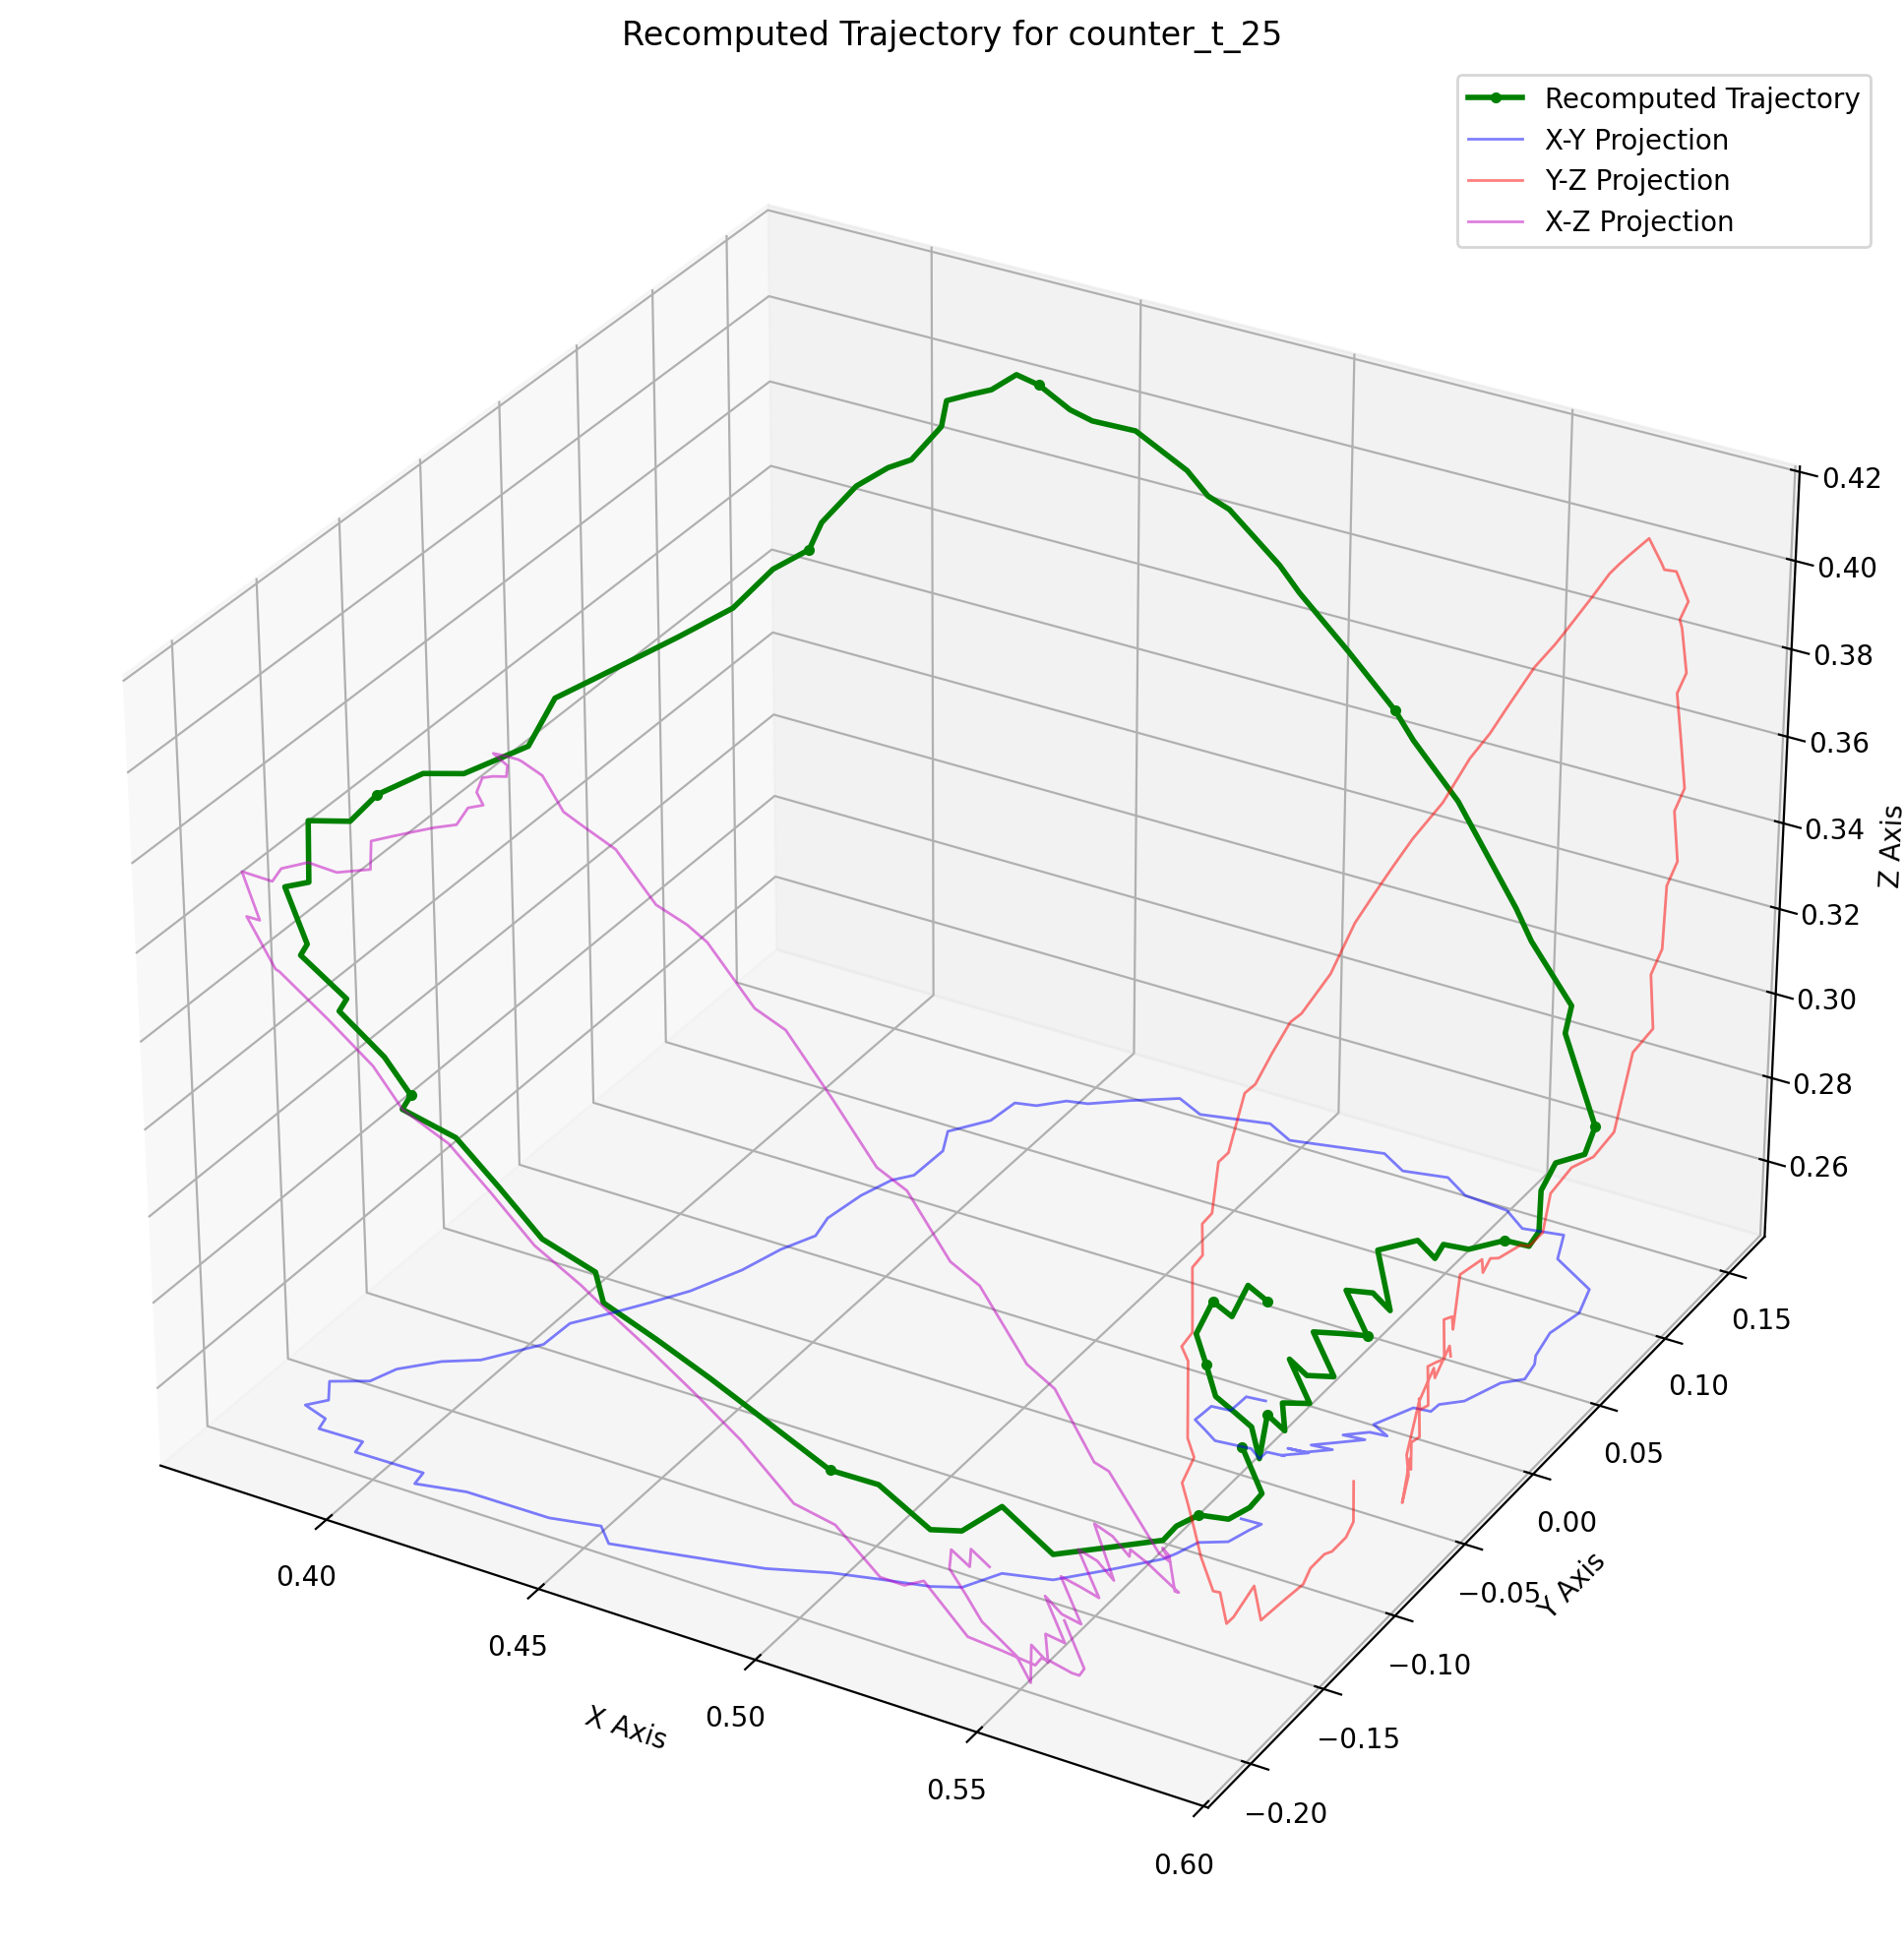 Recomputed Trajectory for counter_t_25
Recomputed Trajectory
X-Y Projection
Y-Z Projection
X-Z Projection
0.42
0.40
0.38
0.36
0.34
0.32
0.30
0.28
0.26
Z Axis
0.15
0.10
0.05
0.00
−0.05
−0.10
−0.15
−0.20
Y Axis
0.40
0.45
0.50
0.55
0.60
X Axis